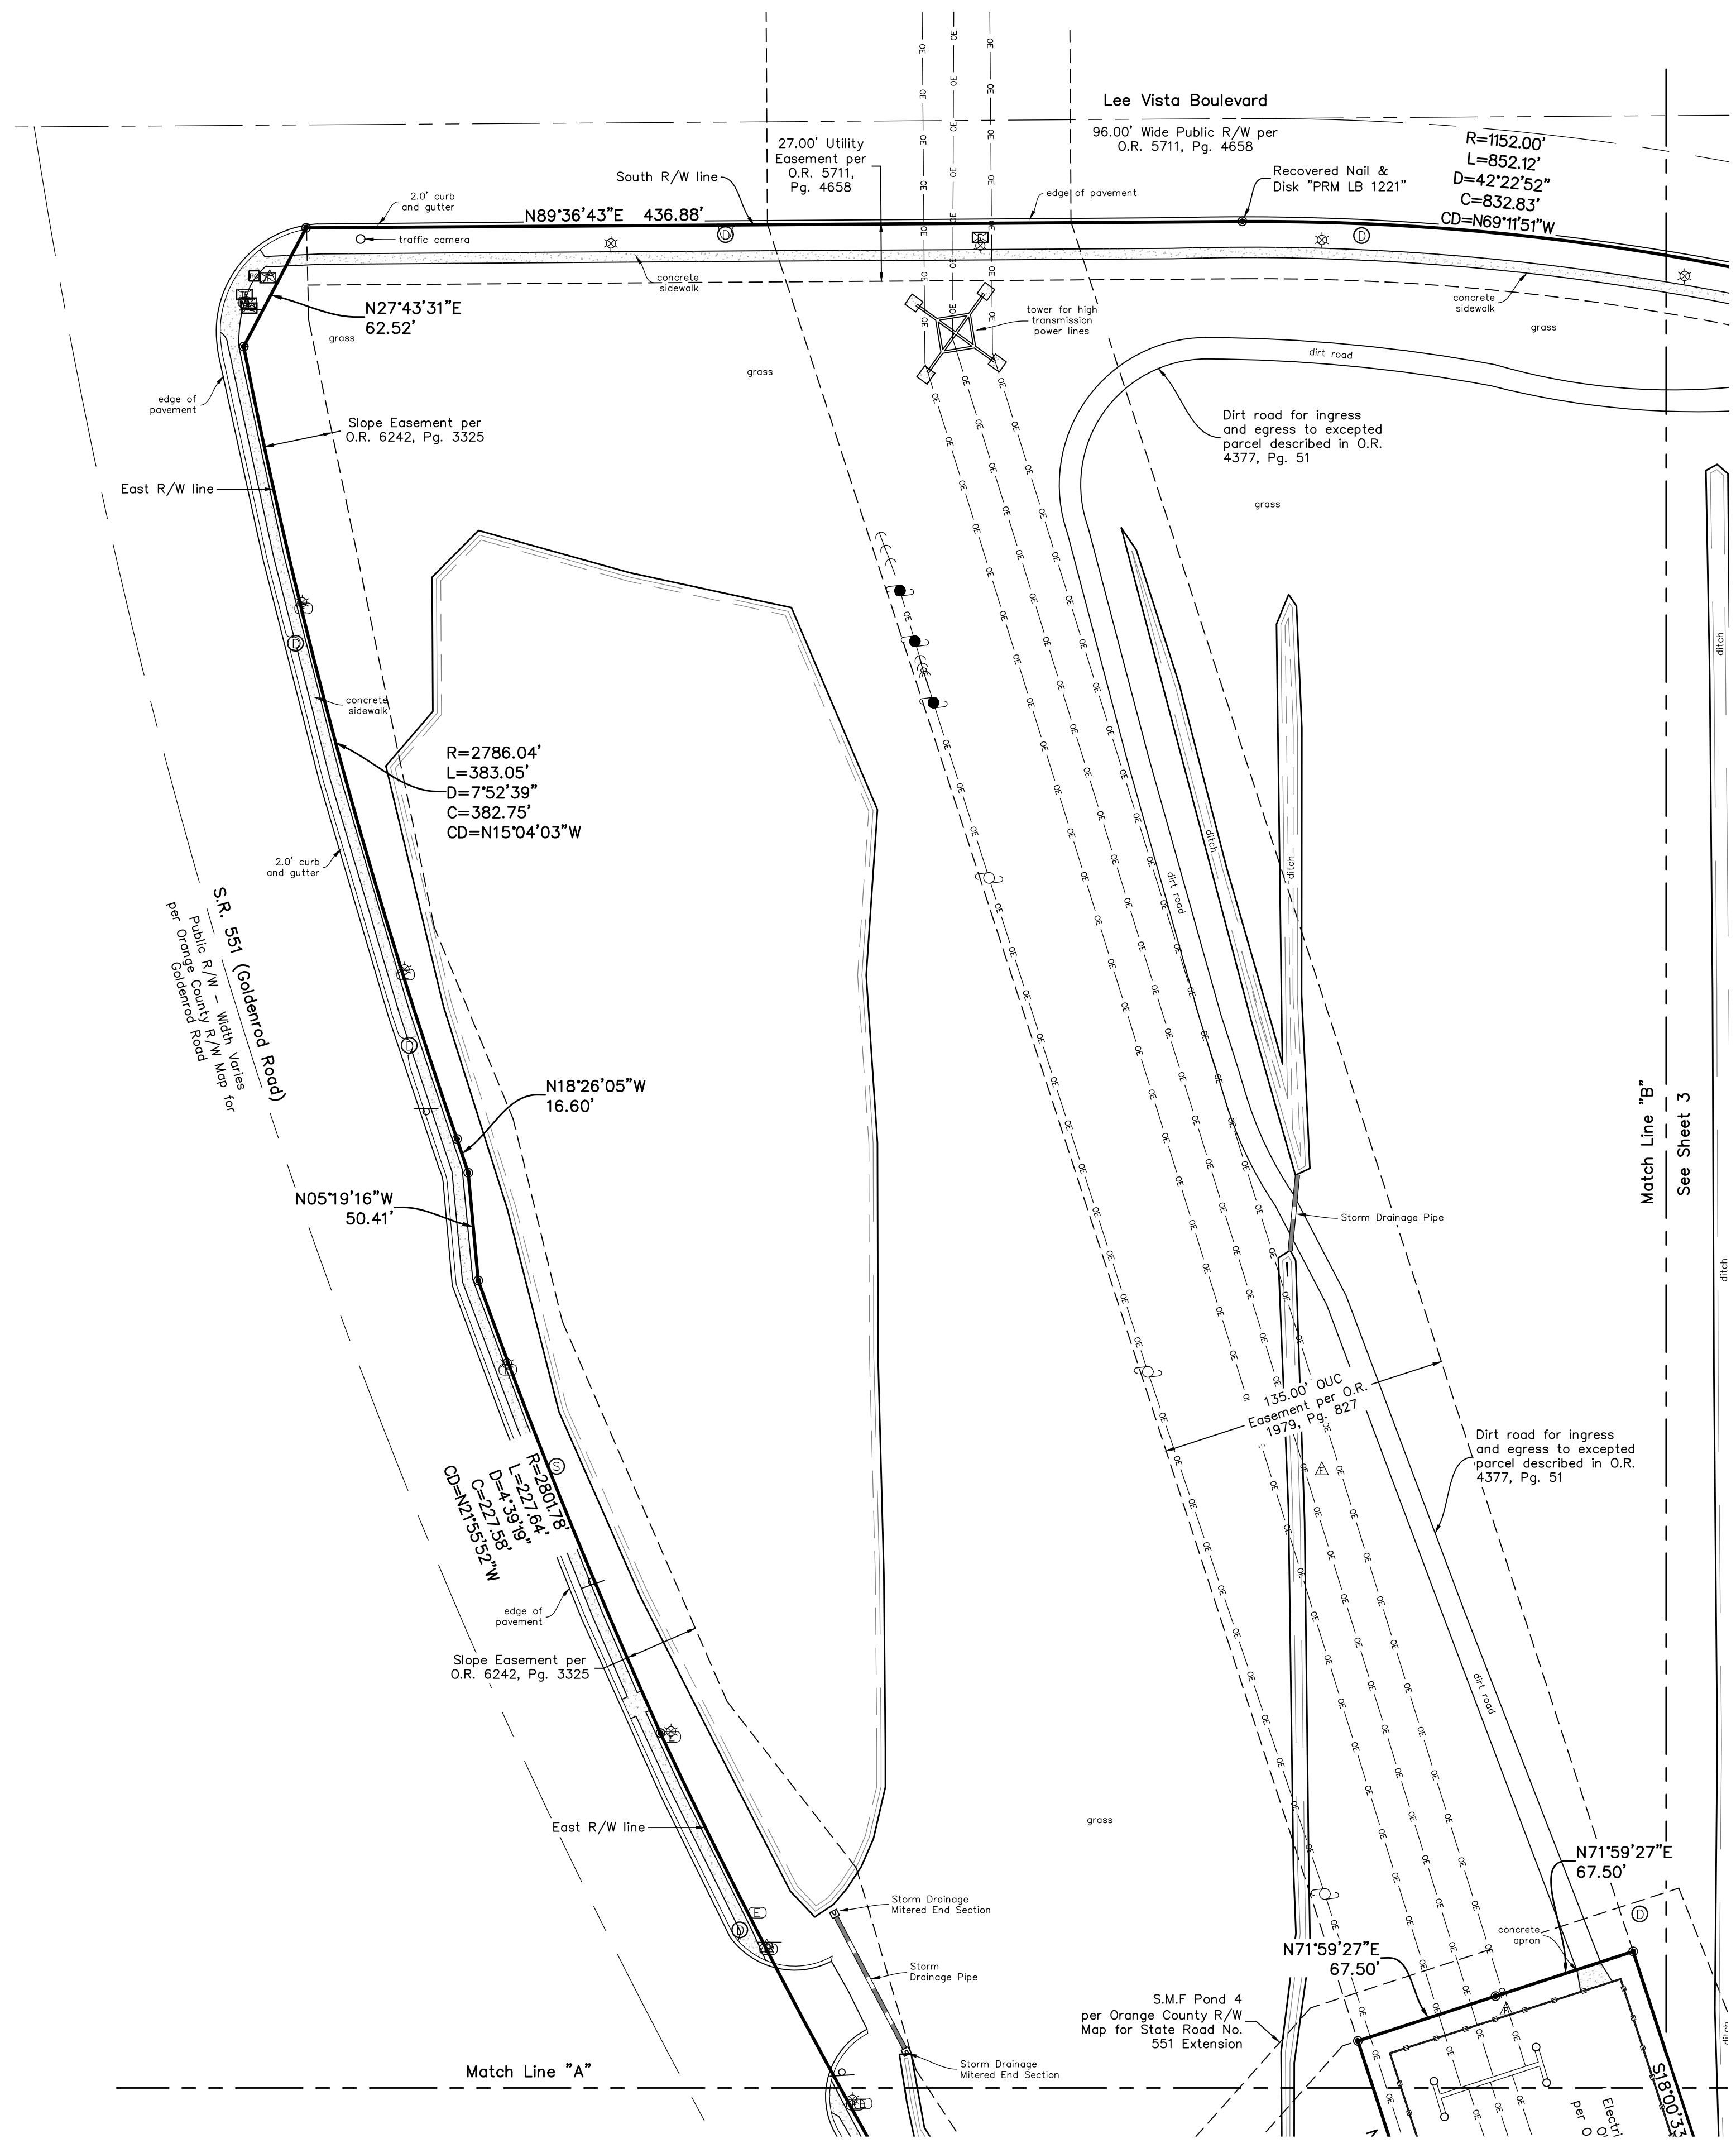 Lee Vista Boulevard
96.00' Wide Public R/W per
O.R. 5711, Pg. 4658
27.00' Utility
Easement per
O.R. 5711,
Pg. 4658
South R/W line
2.0' curb
and gutter
N89°36'43"E 436.88'
edge of pavement
Recovered Nail &
Disk "PRM LB 1221"
R=1152.00'
L=852.12'
D=42°22'52"
C=832.83'
CD=N69°11'51"W
traffic camera
D
D
concrete
sidewalk
N27°43'31"E
62.52'
grass
grass
tower for high
transmission
power lines
concrete
sidewalk
grass
dirt road
edge of
pavement
Slope Easement per
O.R. 6242, Pg. 3325
Dirt road for ingress
and egress to excepted
parcel described in O.R.
4377, Pg. 51
East R/W line
grass
D
ditch
concrete
sidewalk
R=2786.04'
L=383.05'
D=7°52'39"
C=382.75'
CD=N15°04'03"W
2.0' curb
and gutter
ditch
ditch
dirt road
S.R. 551 (Goldenrod Road)
Public R/W - Width Varies
per Orange County R/W Map for
Goldenrod Road
D
N18°26'05"W
16.60'
Match Line "B"
See Sheet 3
N05°19'16"W
50.41'
Storm Drainage Pipe
ditch
135.00' OUC
Easement per O.R.
1979, Pg. 827
Dirt road for ingress
and egress to excepted
parcel described in O.R.
4377, Pg. 51
S
R=2801.78'
L=227.64'
D=4°39'19"
C=227.58'
CD=N21°55'52"W
edge of
pavement
Slope Easement per
O.R. 6242, Pg. 3325
dirt road
East R/W line
grass
N71°59'27"E
67.50'
Storm Drainage
Mitered End Section
E
D
D
concrete
apron
N71°59'27"E
67.50'
Storm
Drainage Pipe
S.M.F Pond 4
per Orange County R/W
Map for State Road No.
551 Extension
ditch
Storm Drainage
Mitered End Section
Match Line "A"
S18°00'33
Electri
per O